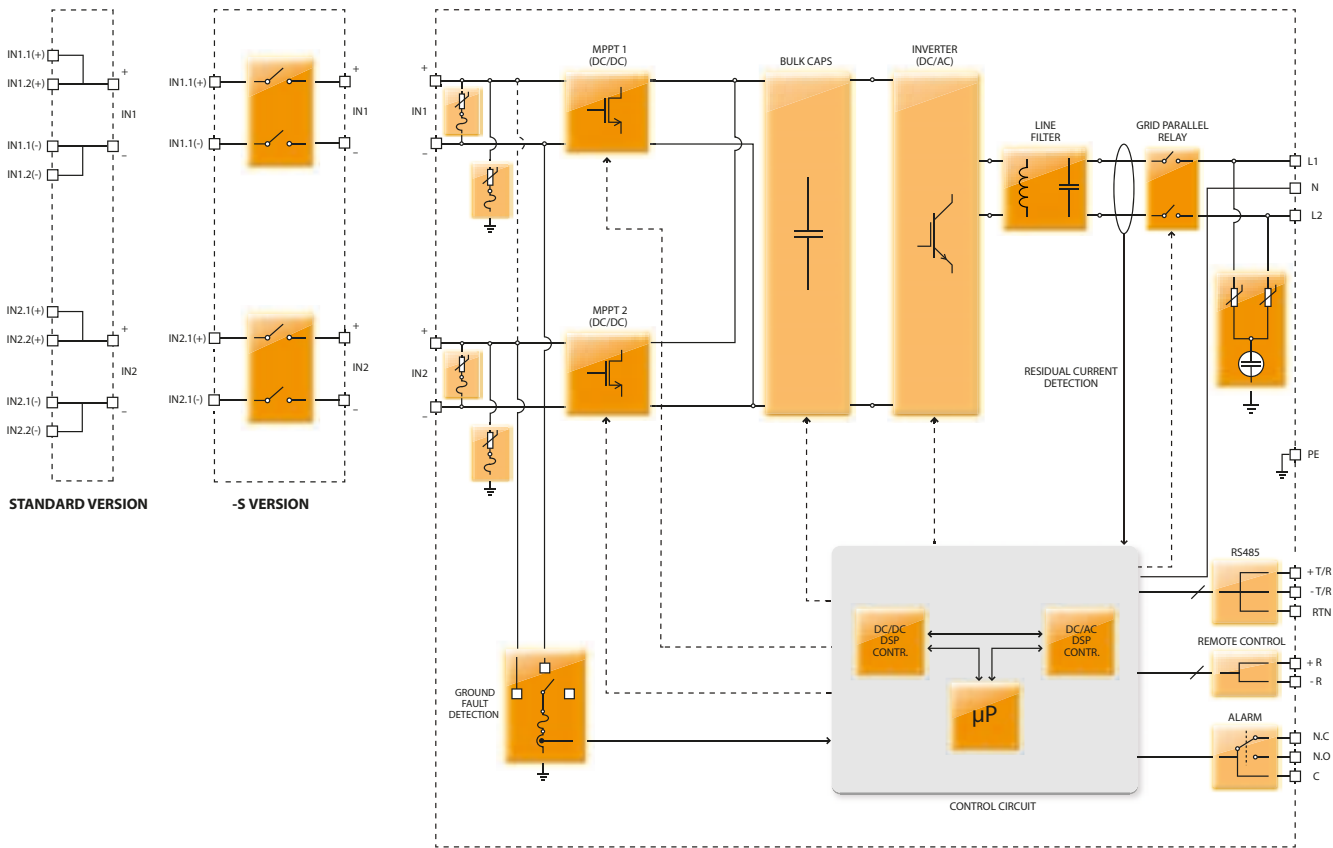 IN1.1(+)
IN1.2(+)
+
IN1
IN1.1(-)
–
IN1.2(-)
IN2.1(+)
+
IN2.2(+)
IN2
IN2.1(-)
–
IN2.2(-)
STANDARD VERSION
+
IN1.1(+)
IN1
IN1.1(-)
–
+
IN2.1(+)
IN2
IN2.1(-)
–
-S VERSION
+
IN1
–
+
IN2
–
MPPT 1
(DC/DC)
MPPT 2
(DC/DC)
BULK CAPS
INVERTER
(DC/AC)
LINE
FILTER
GRID PARALLEL
RELAY
L1
N
L2
RESIDUAL CURRENT
DETECTION
PE
GROUND
FAULT
DETECTION
DC/DC
DSP
CONTR.
DC/AC
DSP
CONTR.
µP
CONTROL CIRCUIT
RS485
+ T/R
- T/R
RTN
REMOTE CONTROL
+ R
- R
ALARM
N.C
N.O
C